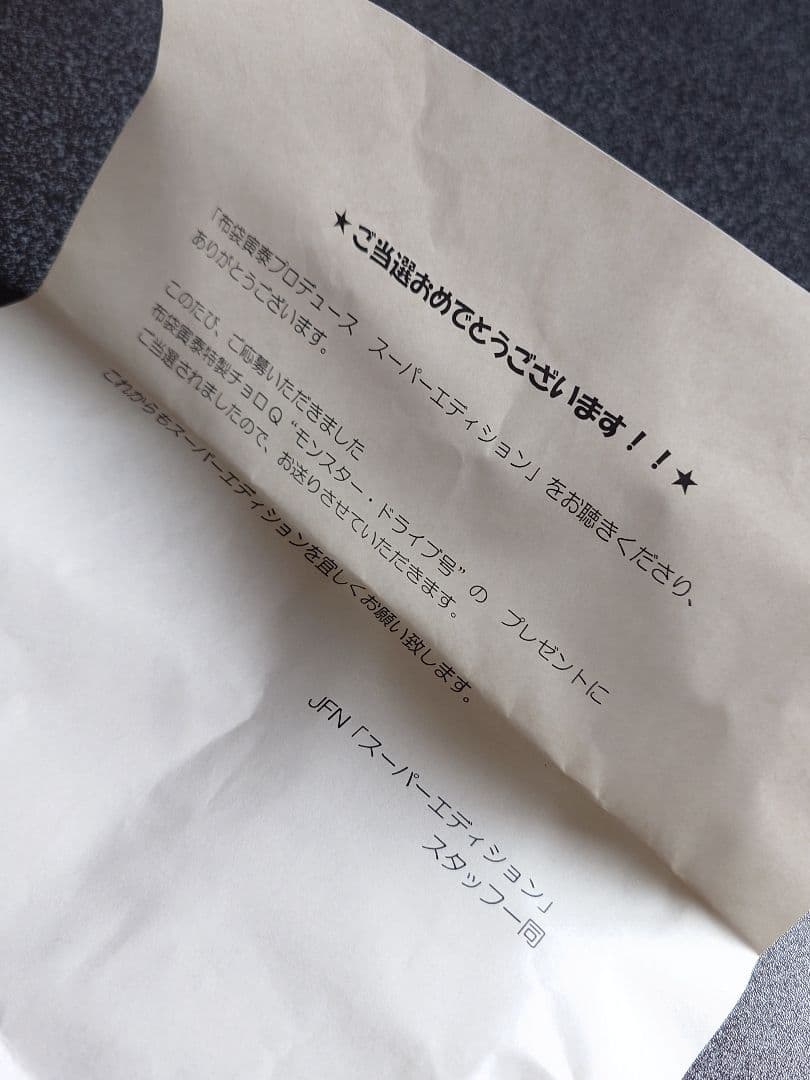 ★ご当選おめでとうございます！！★
「布袋寅泰プロデュース　スーパーエディション」をお聴きくださり、
ありがとうございます。
このたび、ご応募いただきました
布袋寅泰特製チョロＱ“モンスター・ドライブ号”の　プレゼントに
ご当選されましたので、お送りさせていただきます。
これからもスーパーエディションを宜しくお願い致します。
JFN「スーパーエディション」
スタッフ一同